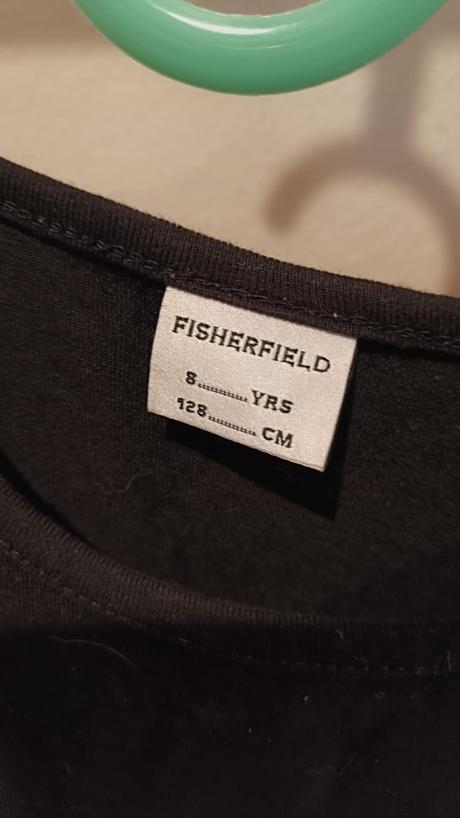 FISHERFIELD
8............ YRS
128............ CM